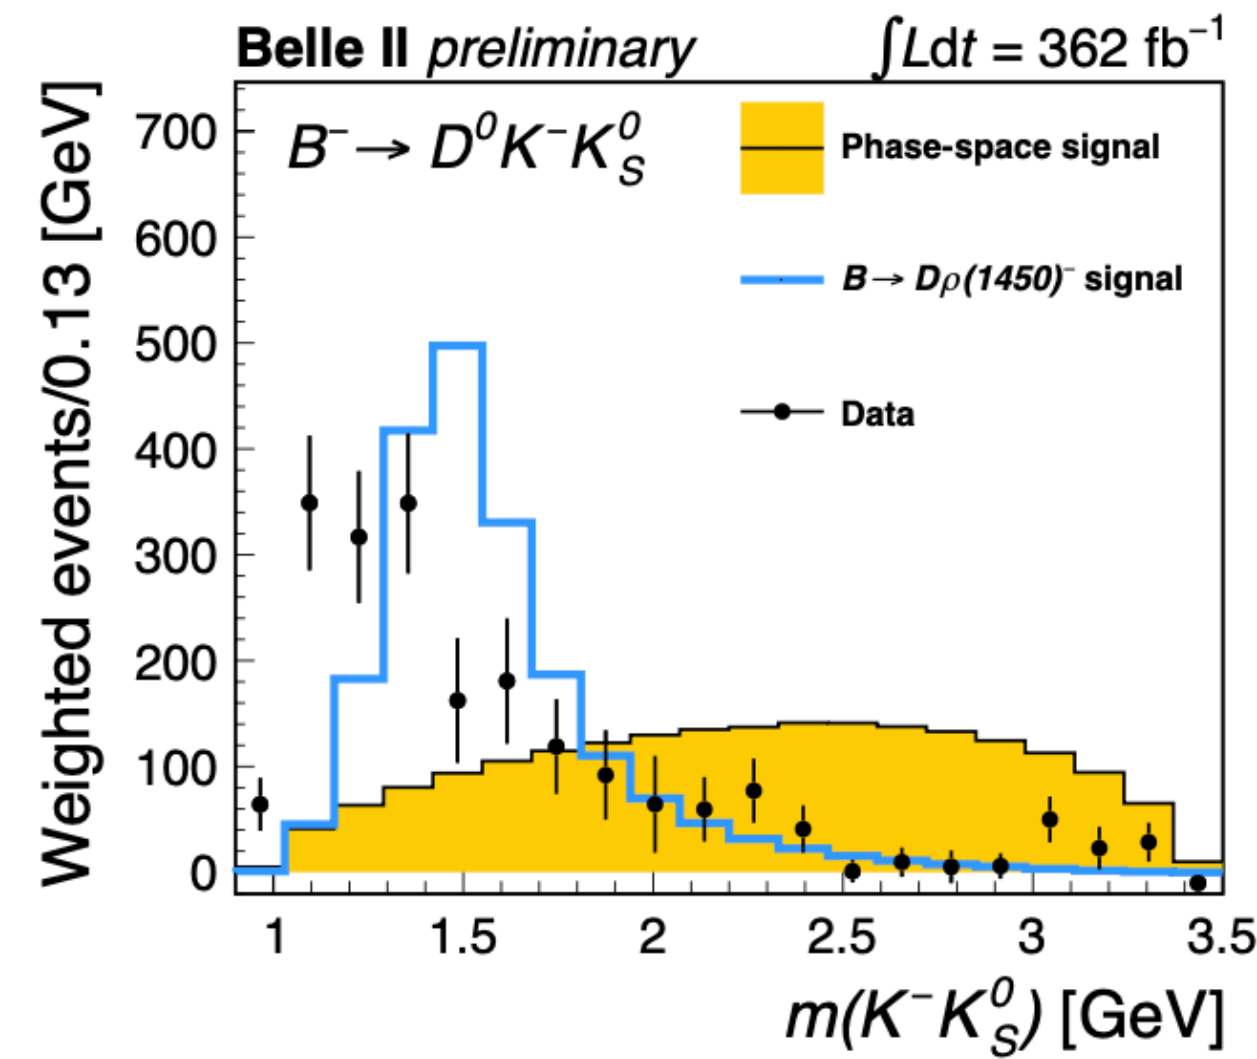 Belle II preliminary ∫Ldt = 362 fb⁻¹
B⁻ → D⁰K⁻K⁰_S
Phase-space signal
B → Dρ(1450)⁻ signal
Data
Weighted events/0.13 [GeV]
700
600
500
400
300
200
100
0
1 1.5 2 2.5 3 3.5
m(K⁻K⁰_S) [GeV]